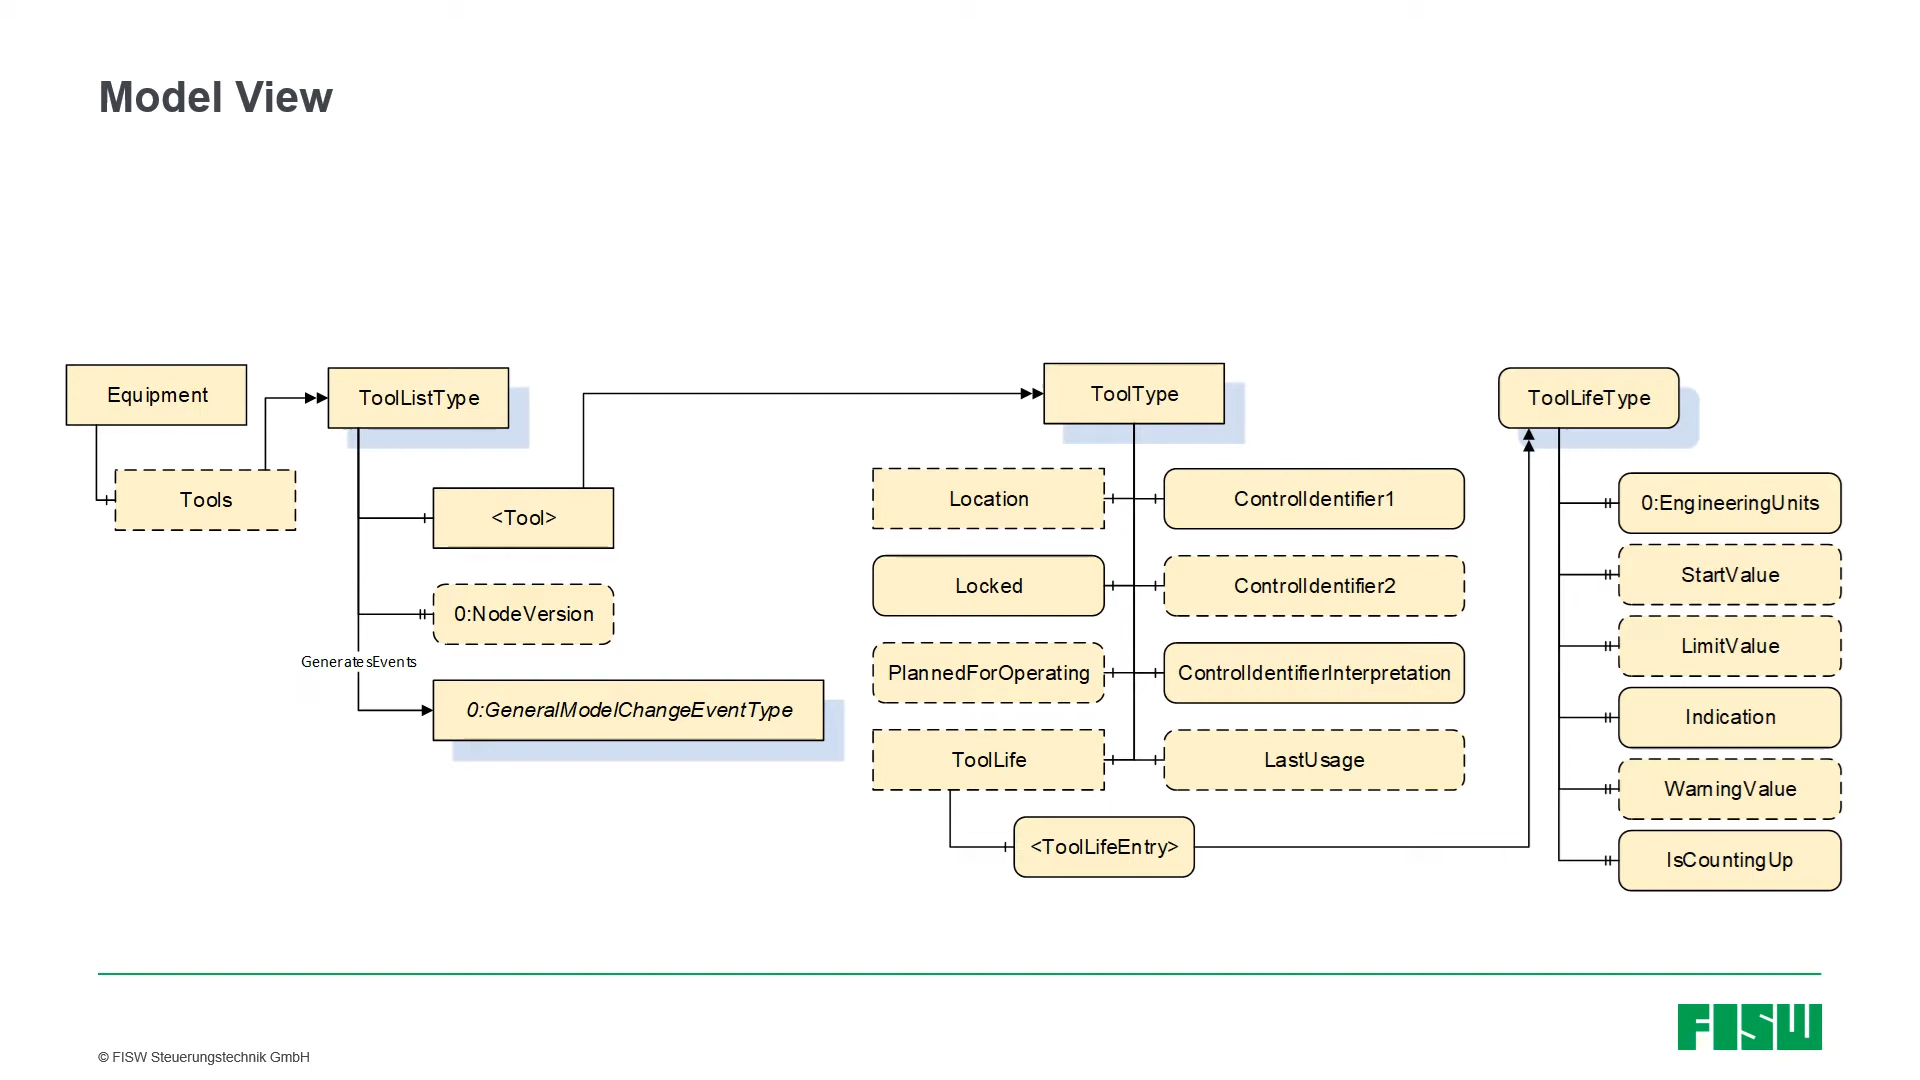 Model View
Equipment
Tools
ToolListType
<Tool>
0:NodeVersion
GeneratesEvents
0:GeneralModelChangeEventType
ToolType
Location
ControlIdentifier1
Locked
ControlIdentifier2
PlannedForOperating
ControlIdentifierInterpretation
ToolLife
LastUsage
<ToolLifeEntry>
ToolLifeType
0:EngineeringUnits
StartValue
LimitValue
Indication
WarningValue
IsCountingUp
© FISW Steuerungstechnik GmbH
FISW